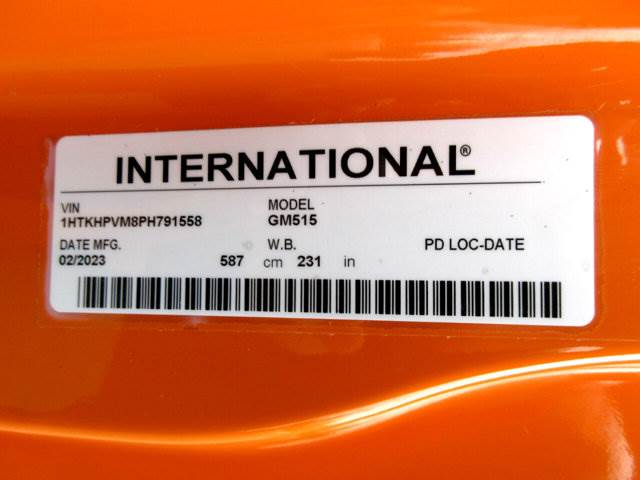 INTERNATIONAL®
VIN MODEL
1HTKHPVM8PH791558 GM515
DATE MFG. W.B. PD LOC-DATE
02/2023 587 cm 231 in